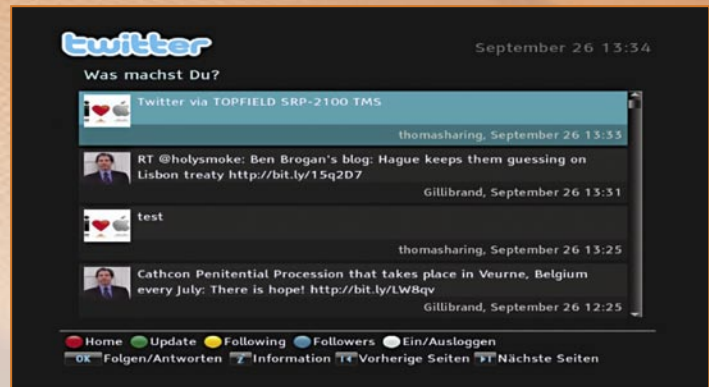 twitter
September 26 13:34
Was machst Du?
Twitter via TOPFIELD SRP-2100 TMS
thomasharing, September 26 13:33
RT @holysmoke: Ben Brogan's blog: Hague keeps them guessing on
Lisbon treaty http://bit.ly/15q2D7
Gillibrand, September 26 13:31
test
thomasharing, September 26 13:25
Cathcon Penitential Procession that takes place in Veurne, Belgium
every July: There is hope! http://bit.ly/LW8qv
Gillibrand, September 26 12:25
Home Update Following Followers Ein/Ausloggen
OK Folgen/Antworten i Information Vorherige Seiten Nächste Seiten